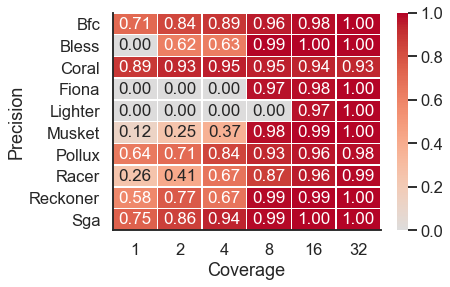 Precision
Bfc 0.71 0.84 0.89 0.96 0.98 1.00
Bless 0.00 0.62 0.63 0.99 1.00 1.00
Coral 0.89 0.93 0.95 0.95 0.94 0.93
Fiona 0.00 0.00 0.00 0.97 0.98 1.00
Lighter 0.00 0.00 0.00 0.00 0.97 1.00
Musket 0.12 0.25 0.37 0.98 0.99 1.00
Pollux 0.64 0.71 0.84 0.93 0.96 0.98
Racer 0.26 0.41 0.67 0.87 0.96 0.99
Reckoner 0.58 0.77 0.67 0.99 0.99 1.00
Sga 0.75 0.86 0.94 0.99 1.00 1.00
1 2 4 8 16 32
Coverage
1.0
0.8
0.6
0.4
0.2
0.0